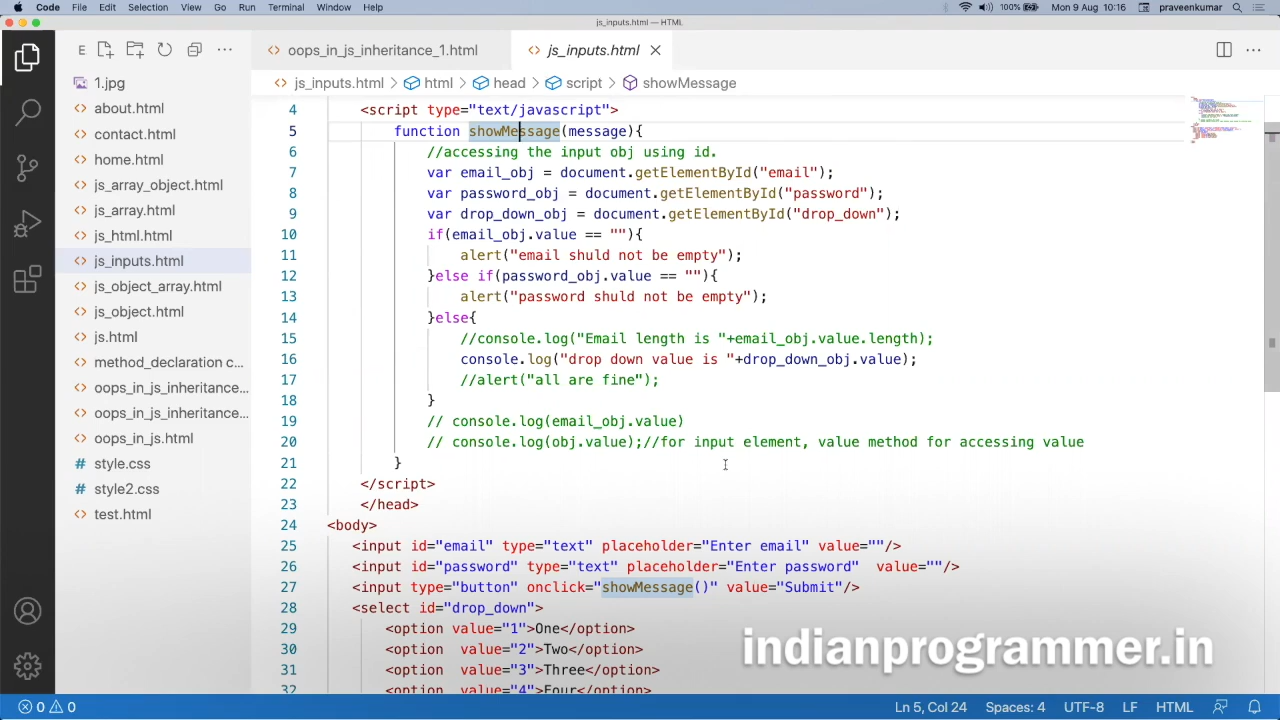 Code File Edit Selection View Go Run Terminal Window Help 100% Mon 9 Aug 10:16 praveenkumar
js_inputs.html — HTML
E oops_in_js_inheritance_1.html js_inputs.html
js_inputs.html > html > head > script > showMessage
1.jpg
about.html
contact.html
home.html
js_array_object.html
js_array.html
js_html.html
js_inputs.html
js_object_array.html
js_object.html
js.html
method_declaration c...
oops_in_js_inheritance...
oops_in_js_inheritance...
oops_in_js.html
style.css
style2.css
test.html
4 <script type="text/javascript">
5 function showMessage(message){
6 //accessing the input obj using id.
7 var email_obj = document.getElementById("email");
8 var password_obj = document.getElementById("password");
9 var drop_down_obj = document.getElementById("drop_down");
10 if(email_obj.value == ""){
11 alert("email shuld not be empty");
12 }else if(password_obj.value == ""){
13 alert("password shuld not be empty");
14 }else{
15 //console.log("Email length is "+email_obj.value.length);
16 console.log("drop down value is "+drop_down_obj.value);
17 //alert("all are fine");
18 }
19 // console.log(email_obj.value)
20 // console.log(obj.value);//for input element, value method for accessing value
21 }
22 </script>
23 </head>
24 <body>
25 <input id="email" type="text" placeholder="Enter email" value=""/>
26 <input id="password" type="text" placeholder="Enter password" value=""/>
27 <input type="button" onclick="showMessage()" value="Submit"/>
28 <select id="drop_down">
29 <option value="1">One</option>
30 <option value="2">Two</option>
31 <option value="3">Three</option>
32 <option value="4">Four</option>
indianprogrammer.in
0 0 Ln 5, Col 24 Spaces: 4 UTF-8 LF HTML